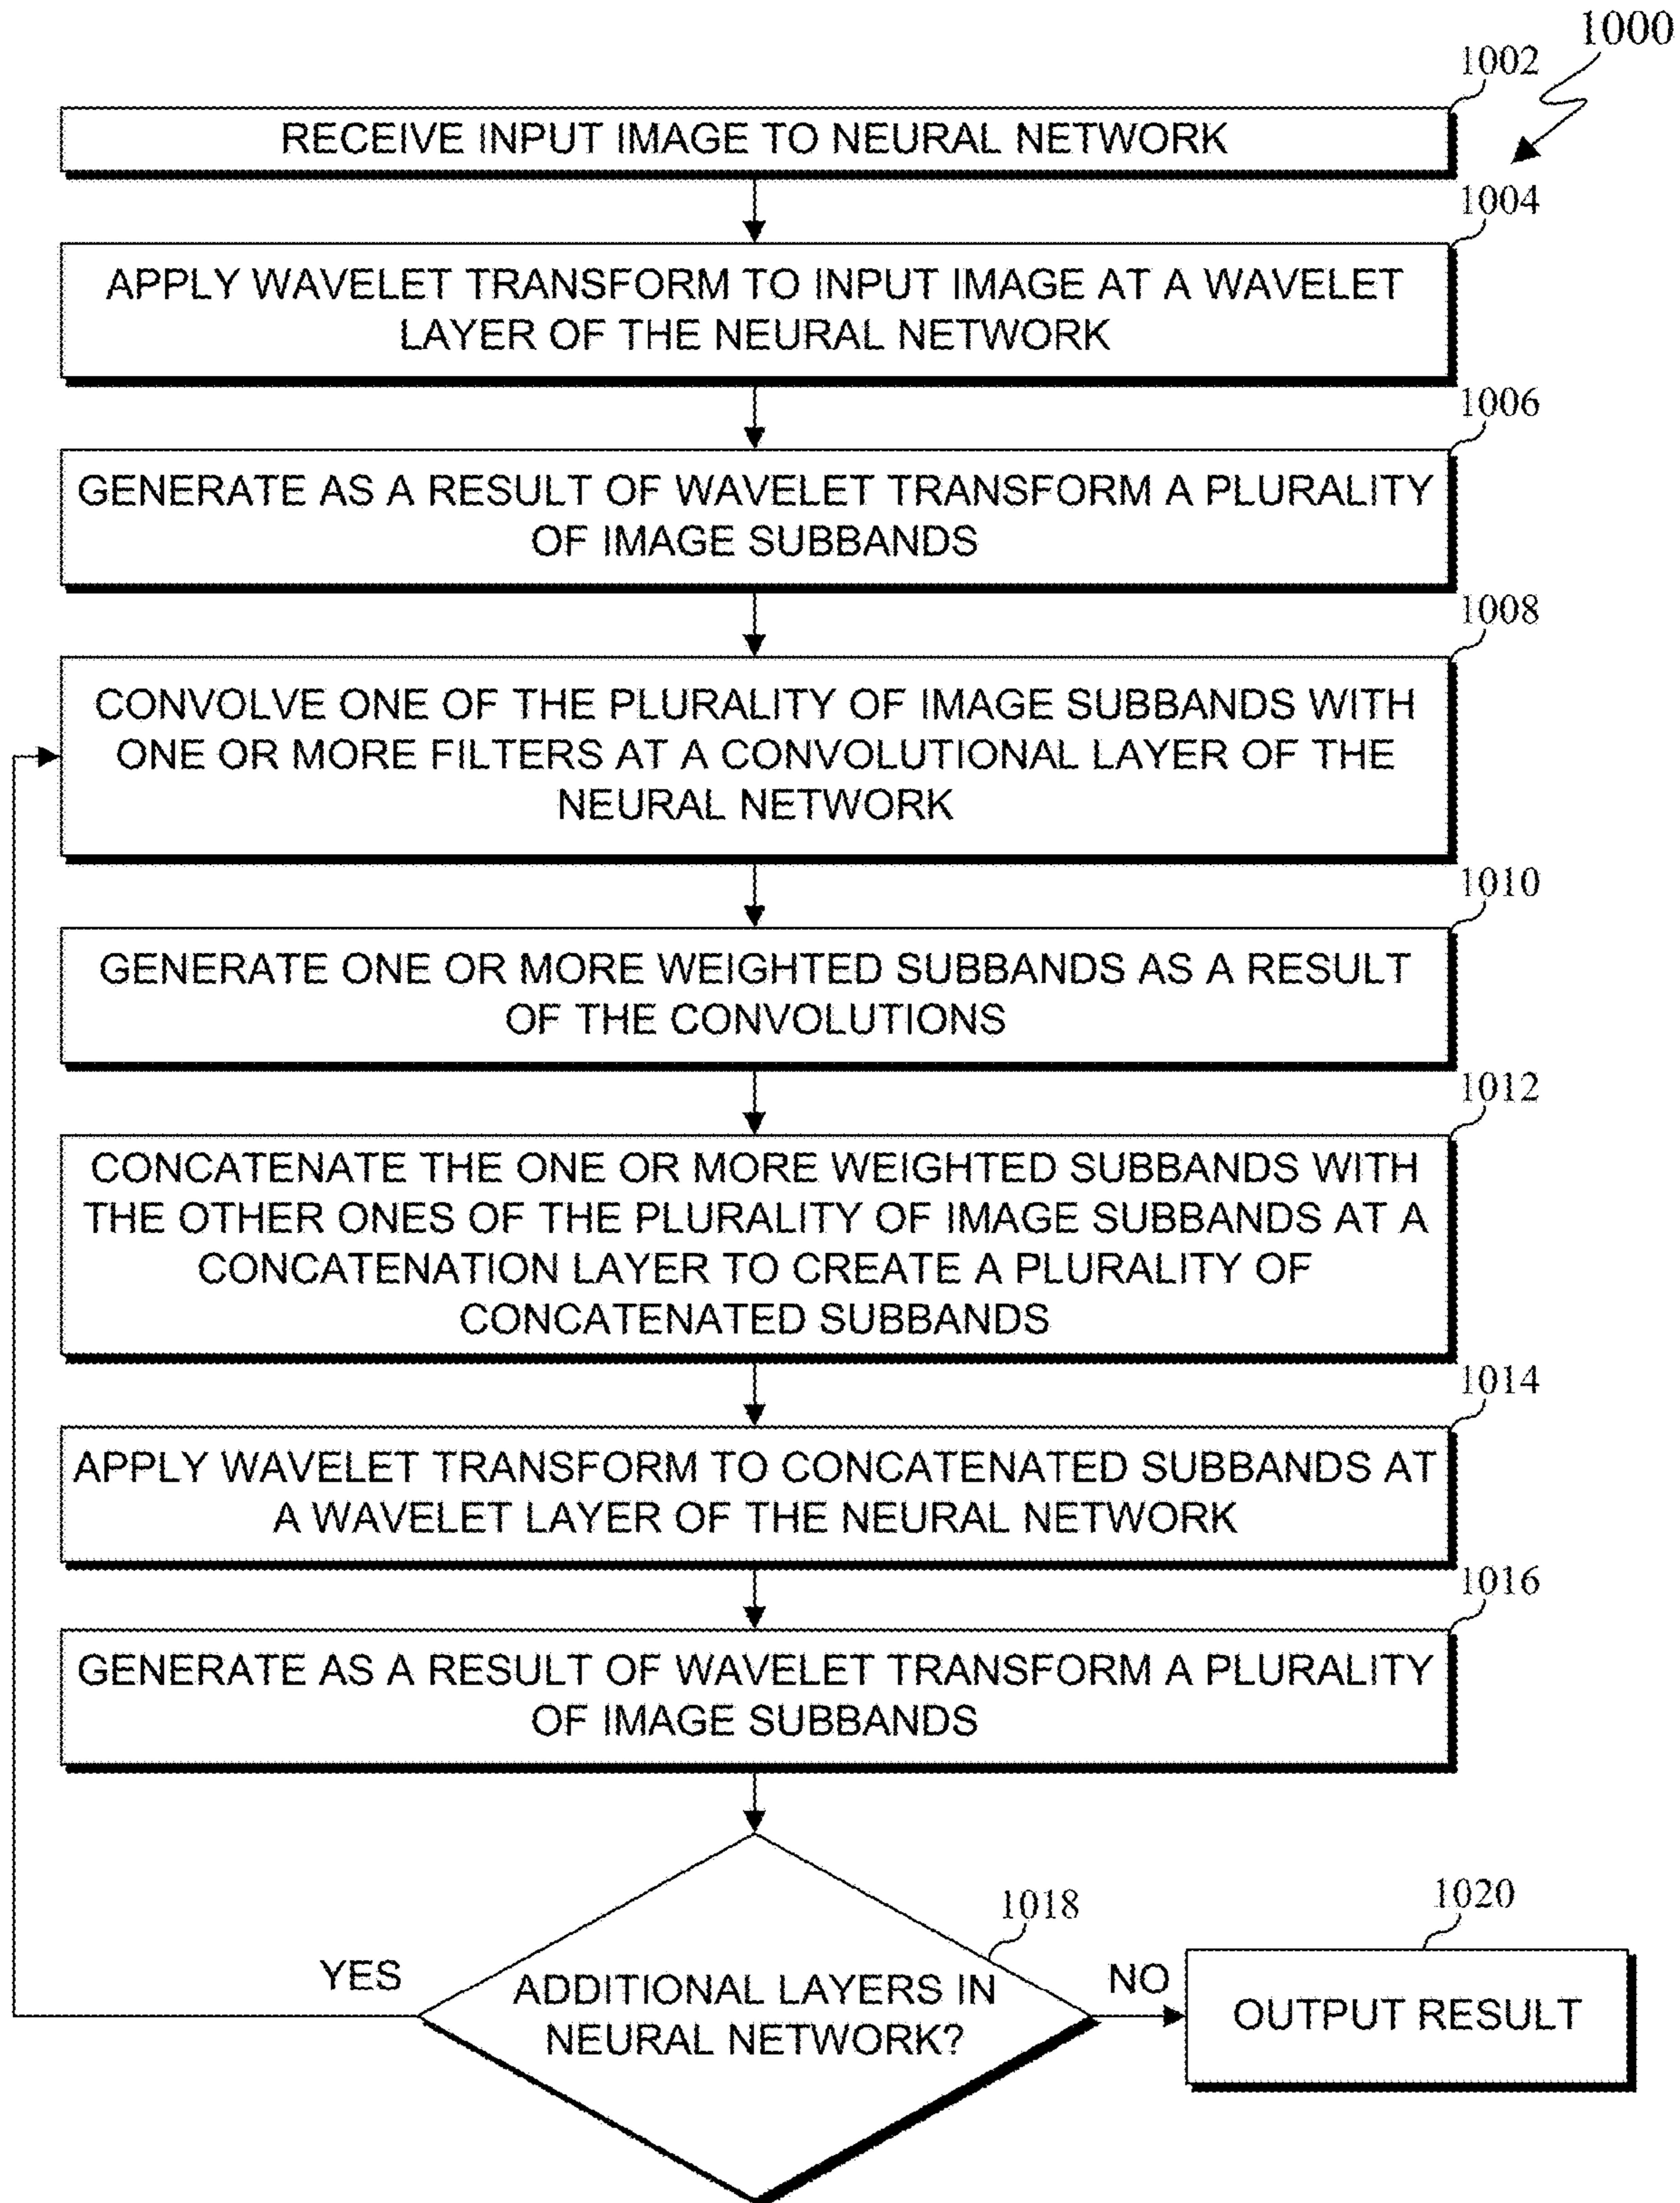 1000
1002
RECEIVE INPUT IMAGE TO NEURAL NETWORK
1004
APPLY WAVELET TRANSFORM TO INPUT IMAGE AT A WAVELET
LAYER OF THE NEURAL NETWORK
1006
GENERATE AS A RESULT OF WAVELET TRANSFORM A PLURALITY
OF IMAGE SUBBANDS
1008
CONVOLVE ONE OF THE PLURALITY OF IMAGE SUBBANDS WITH
ONE OR MORE FILTERS AT A CONVOLUTIONAL LAYER OF THE
NEURAL NETWORK
1010
GENERATE ONE OR MORE WEIGHTED SUBBANDS AS A RESULT
OF THE CONVOLUTIONS
1012
CONCATENATE THE ONE OR MORE WEIGHTED SUBBANDS WITH
THE OTHER ONES OF THE PLURALITY OF IMAGE SUBBANDS AT A
CONCATENATION LAYER TO CREATE A PLURALITY OF
CONCATENATED SUBBANDS
1014
APPLY WAVELET TRANSFORM TO CONCATENATED SUBBANDS AT
A WAVELET LAYER OF THE NEURAL NETWORK
1016
GENERATE AS A RESULT OF WAVELET TRANSFORM A PLURALITY
OF IMAGE SUBBANDS
1018
YES
ADDITIONAL LAYERS IN
NEURAL NETWORK?
NO
1020
OUTPUT RESULT